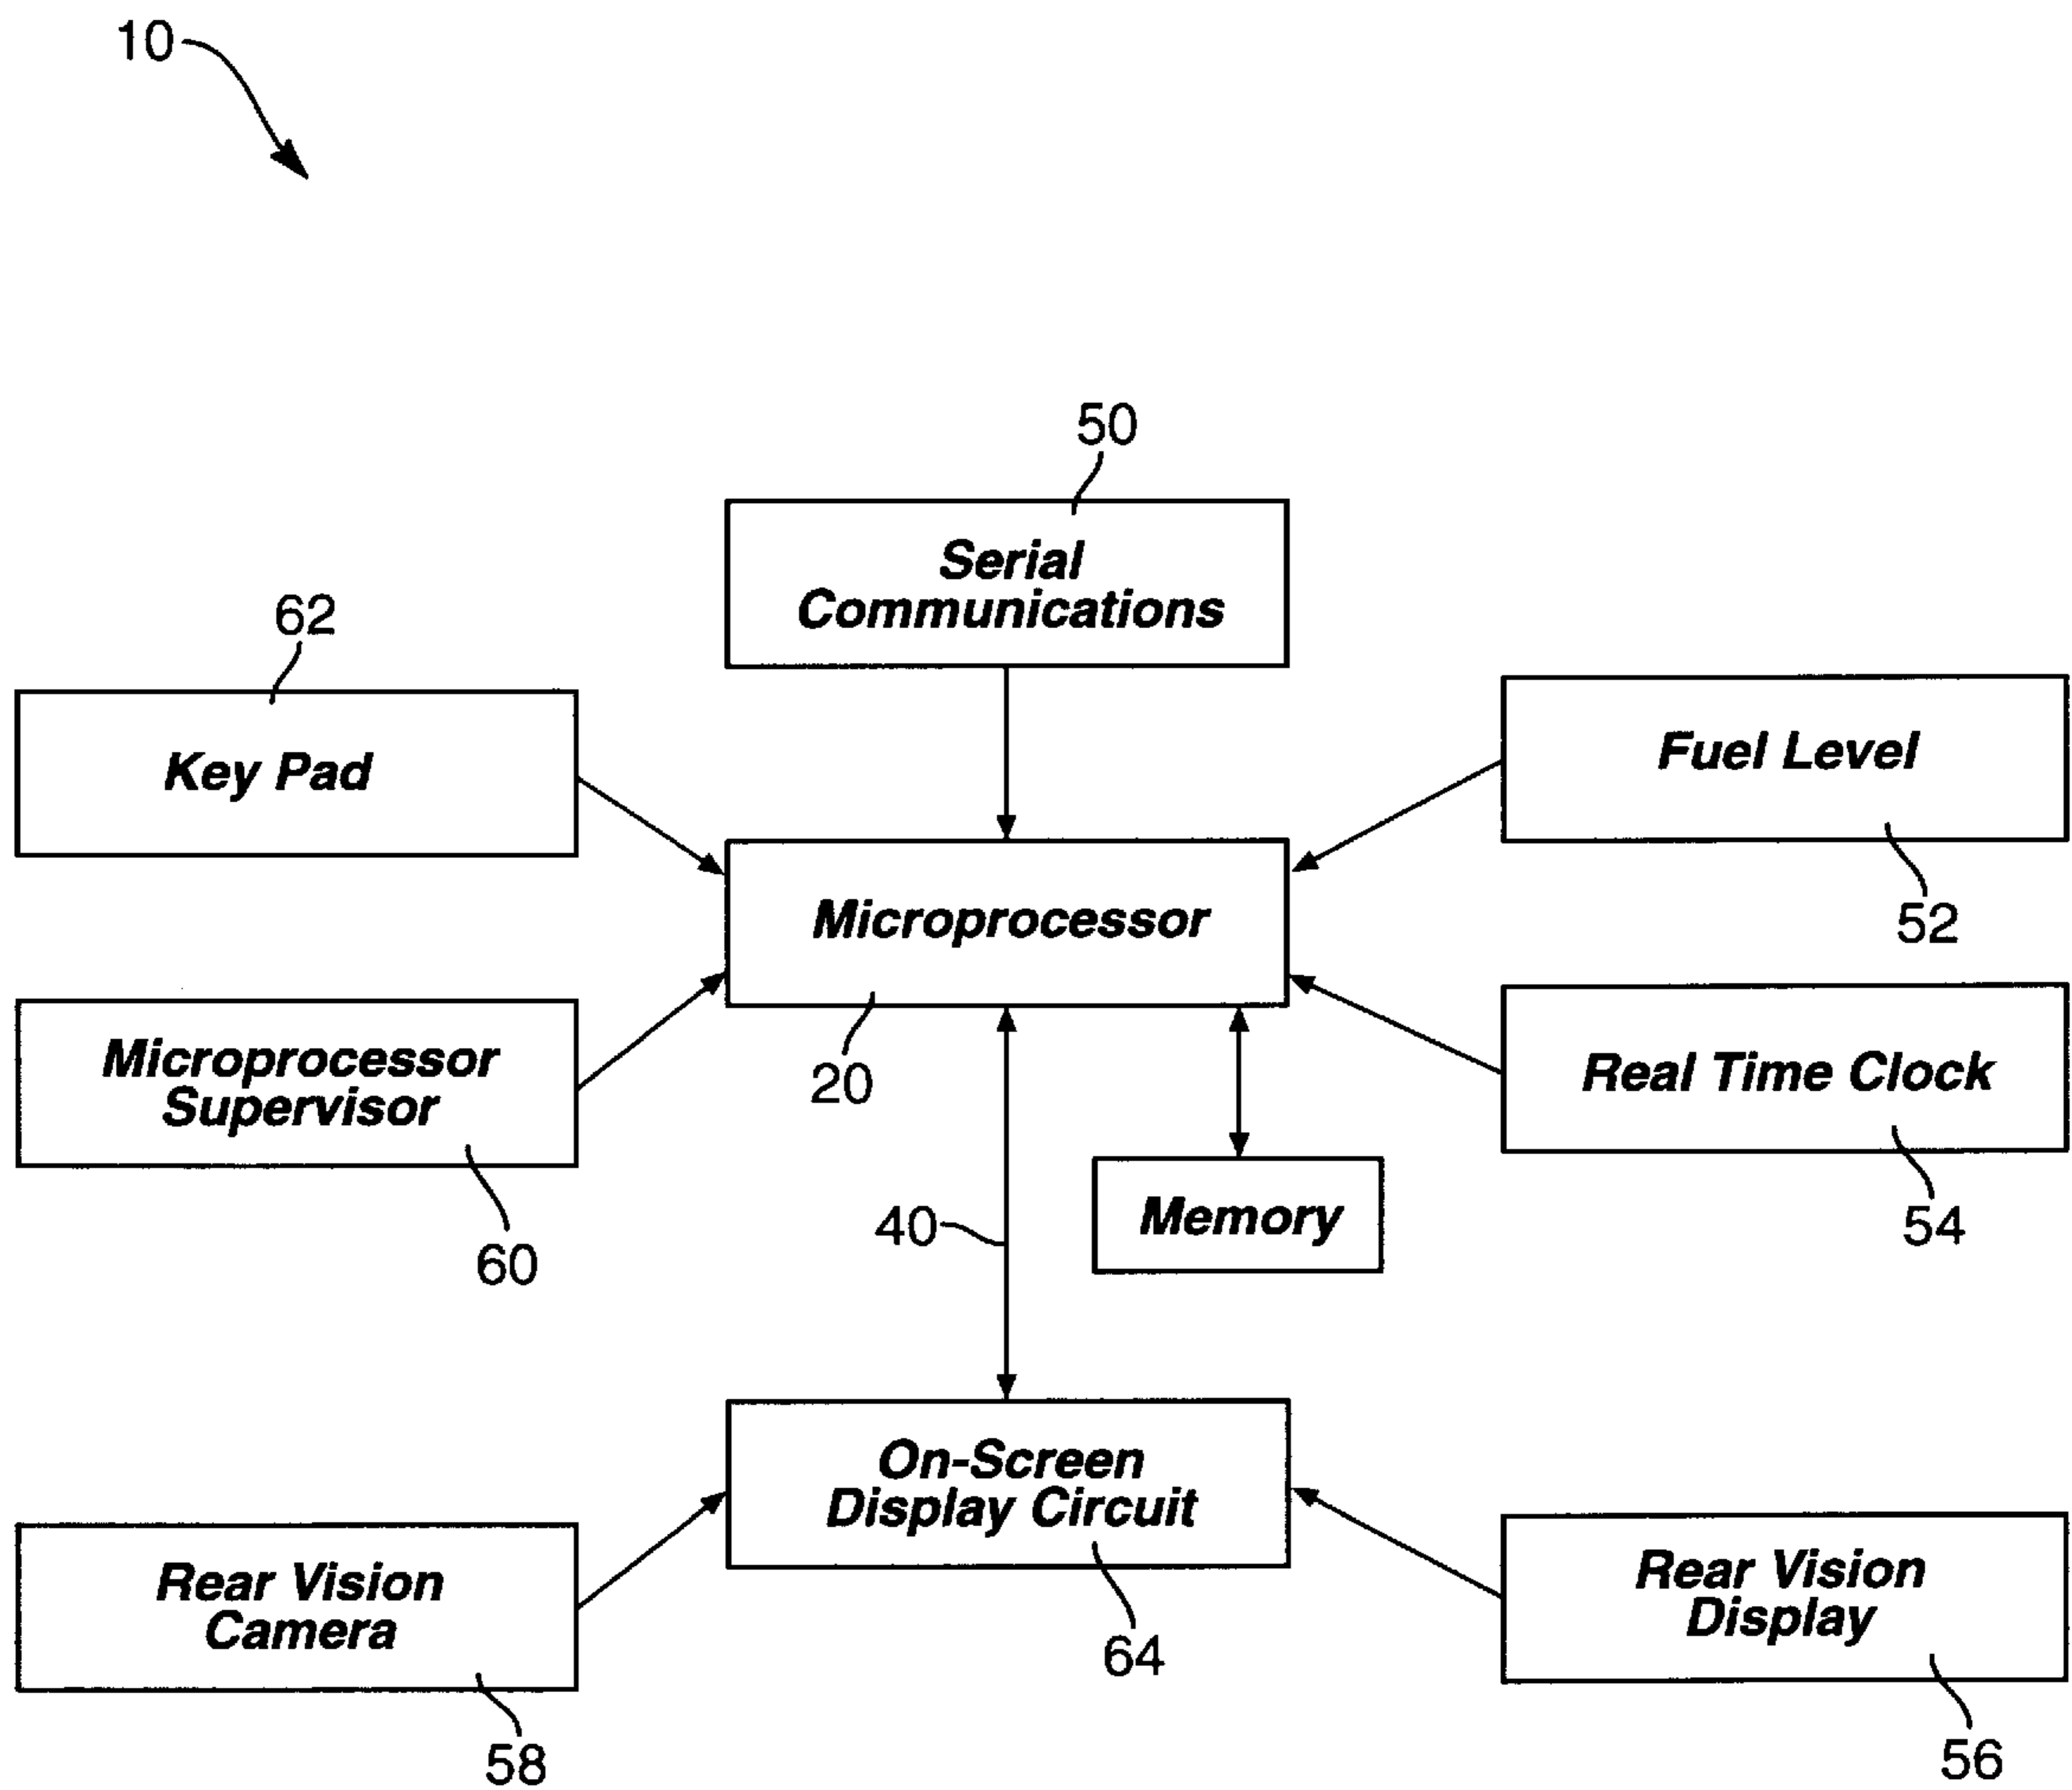 10
50
Serial
Communications
62
Key Pad
Fuel Level
52
Microprocessor
20
Microprocessor
Supervisor
60
Real Time Clock
54
40
Memory
On-Screen
Display Circuit
64
Rear Vision
Camera
58
Rear Vision
Display
56